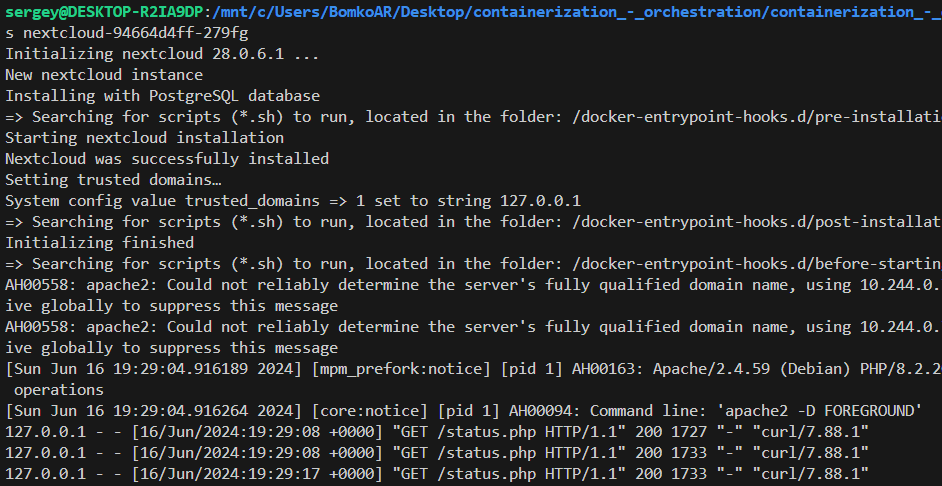 sergey@DESKTOP-R2IA9DP:/mnt/c/Users/BomkoAR/Desktop/containerization_-_orchestration/containerization_-_
s nextcloud-94664d4ff-279fg
Initializing nextcloud 28.0.6.1 ...
New nextcloud instance
Installing with PostgreSQL database
=> Searching for scripts (*.sh) to run, located in the folder: /docker-entrypoint-hooks.d/pre-installati
Starting nextcloud installation
Nextcloud was successfully installed
Setting trusted domains…
System config value trusted_domains => 1 set to string 127.0.0.1
=> Searching for scripts (*.sh) to run, located in the folder: /docker-entrypoint-hooks.d/post-installat
Initializing finished
=> Searching for scripts (*.sh) to run, located in the folder: /docker-entrypoint-hooks.d/before-startin
AH00558: apache2: Could not reliably determine the server's fully qualified domain name, using 10.244.0.
ive globally to suppress this message
AH00558: apache2: Could not reliably determine the server's fully qualified domain name, using 10.244.0.
ive globally to suppress this message
[Sun Jun 16 19:29:04.916189 2024] [mpm_prefork:notice] [pid 1] AH00163: Apache/2.4.59 (Debian) PHP/8.2.2
operations
[Sun Jun 16 19:29:04.916264 2024] [core:notice] [pid 1] AH00094: Command line: 'apache2 -D FOREGROUND'
127.0.0.1 - - [16/Jun/2024:19:29:08 +0000] "GET /status.php HTTP/1.1" 200 1727 "-" "curl/7.88.1"
127.0.0.1 - - [16/Jun/2024:19:29:08 +0000] "GET /status.php HTTP/1.1" 200 1733 "-" "curl/7.88.1"
127.0.0.1 - - [16/Jun/2024:19:29:17 +0000] "GET /status.php HTTP/1.1" 200 1733 "-" "curl/7.88.1"